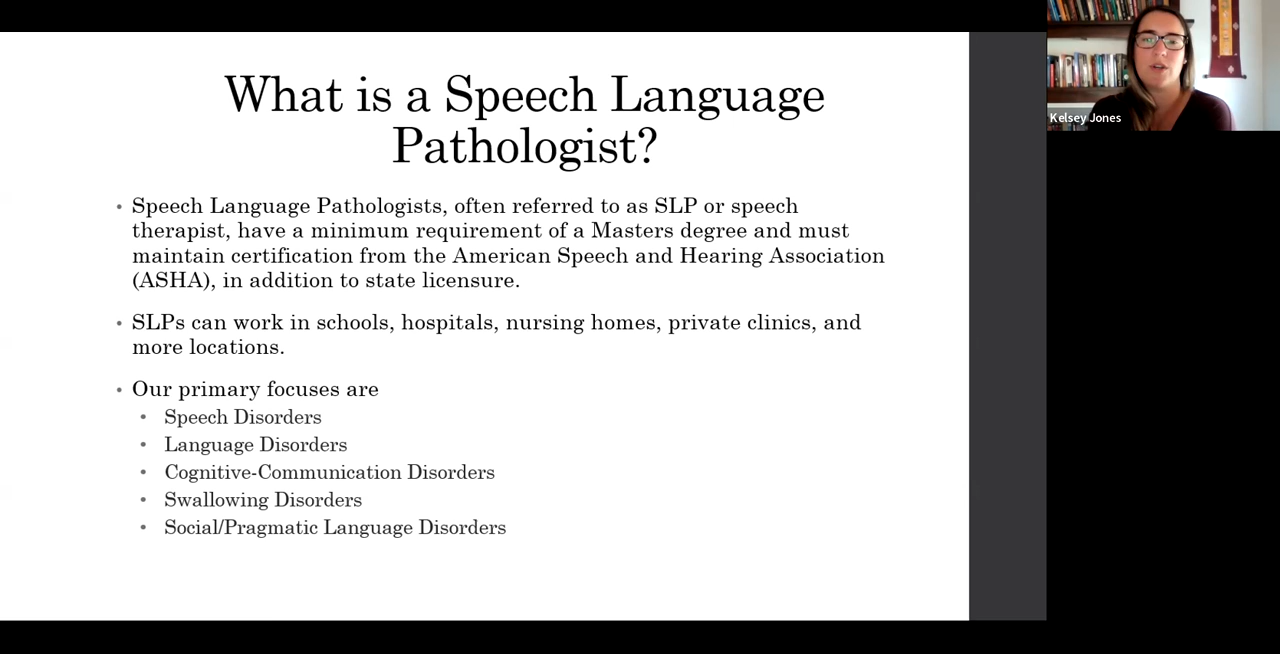 What is a Speech Language
Pathologist?
• Speech Language Pathologists, often referred to as SLP or speech
therapist, have a minimum requirement of a Masters degree and must
maintain certification from the American Speech and Hearing Association
(ASHA), in addition to state licensure.
• SLPs can work in schools, hospitals, nursing homes, private clinics, and
more locations.
• Our primary focuses are
• Speech Disorders
• Language Disorders
• Cognitive-Communication Disorders
• Swallowing Disorders
• Social/Pragmatic Language Disorders
Kelsey Jones